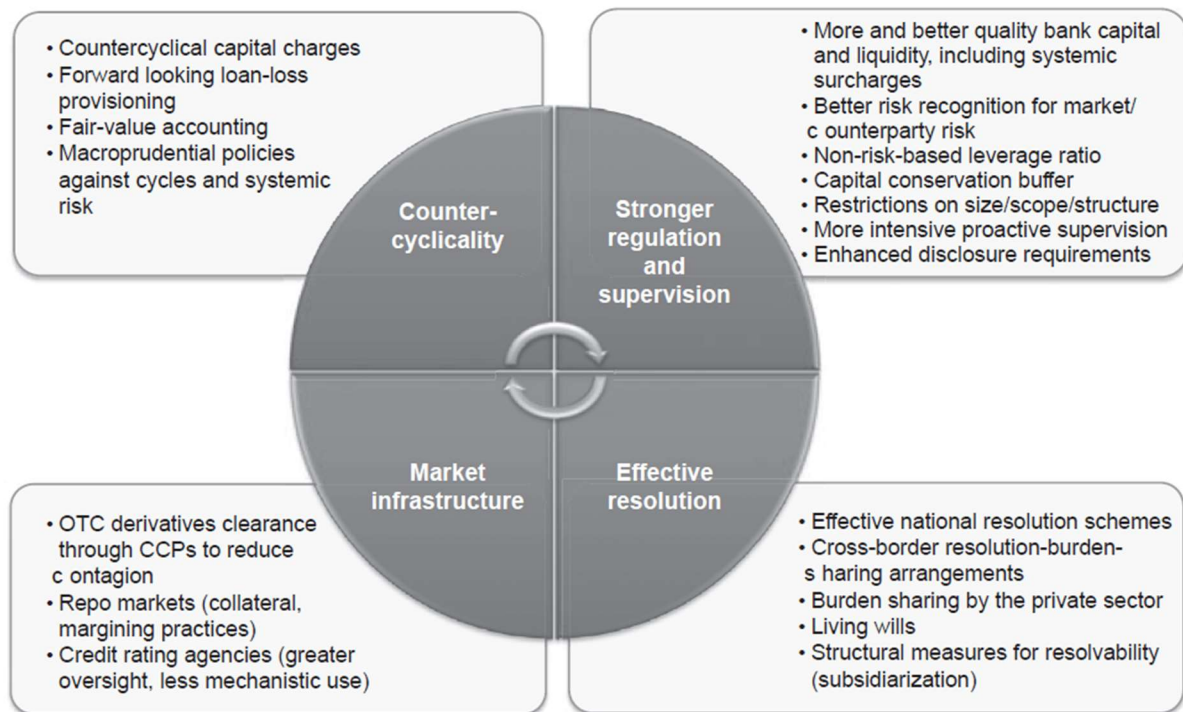 • Countercyclical capital charges
• Forward looking loan-loss
provisioning
• Fair-value accounting
• Macroprudential policies
against cycles and systemic
risk
• More and better quality bank capital
and liquidity, including systemic
surcharges
• Better risk recognition for market/
c ounterparty risk
• Non-risk-based leverage ratio
• Capital conservation buffer
• Restrictions on size/scope/structure
• More intensive proactive supervision
• Enhanced disclosure requirements
Counter-
cyclicality
Stronger
regulation
and
supervision
Market
infrastructure
Effective
resolution
• OTC derivatives clearance
through CCPs to reduce
c ontagion
• Repo markets (collateral,
margining practices)
• Credit rating agencies (greater
oversight, less mechanistic use)
• Effective national resolution schemes
• Cross-border resolution-burden-
s haring arrangements
• Burden sharing by the private sector
• Living wills
• Structural measures for resolvability
(subsidiarization)